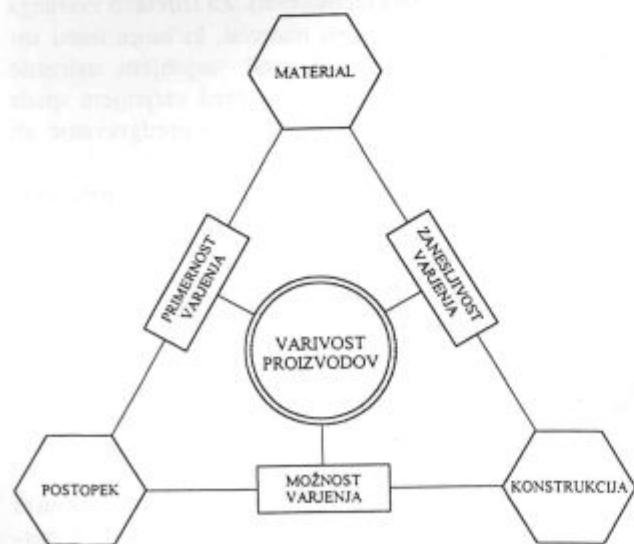 MATERIAL
PRIMERNOST
VARJENJA
ZANESLJIVOST
VARJENJA
VARIVOST
PROIZVODOV
POSTOPEK
MOŽNOST
VARJENJA
KONSTRUKCIJA